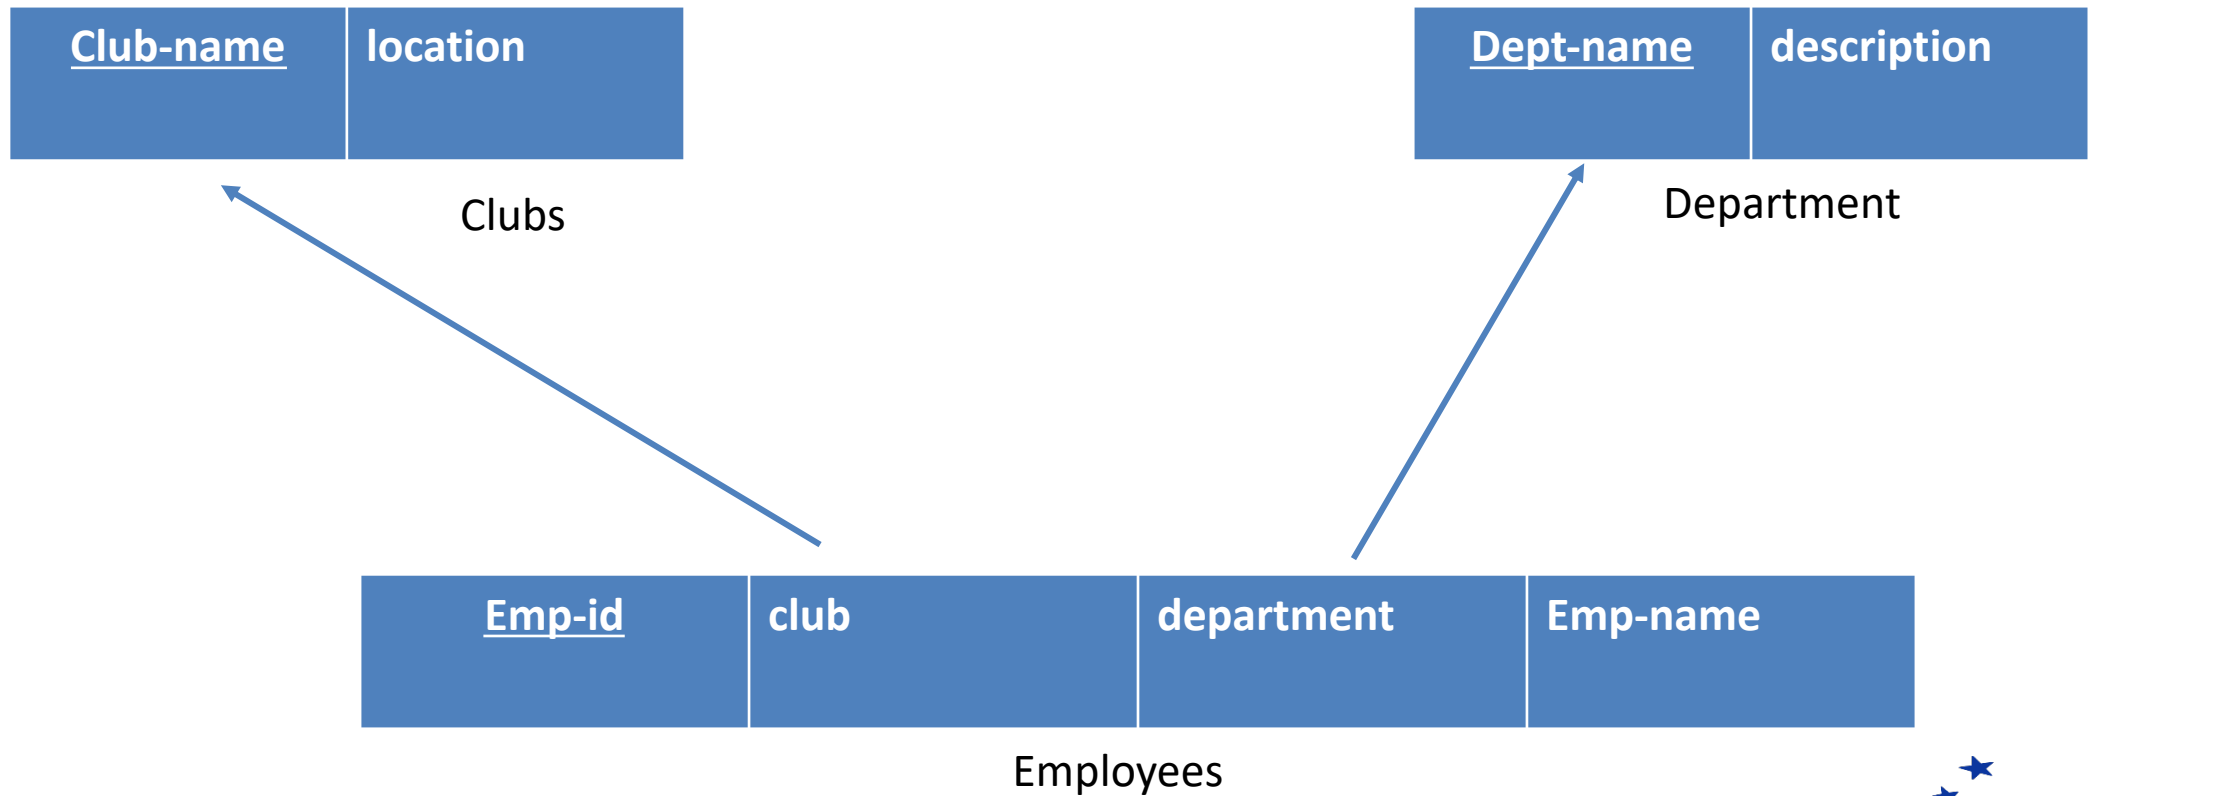 Club-name location
Dept-name description
Clubs
Department
Emp-id club department Emp-name
Employees